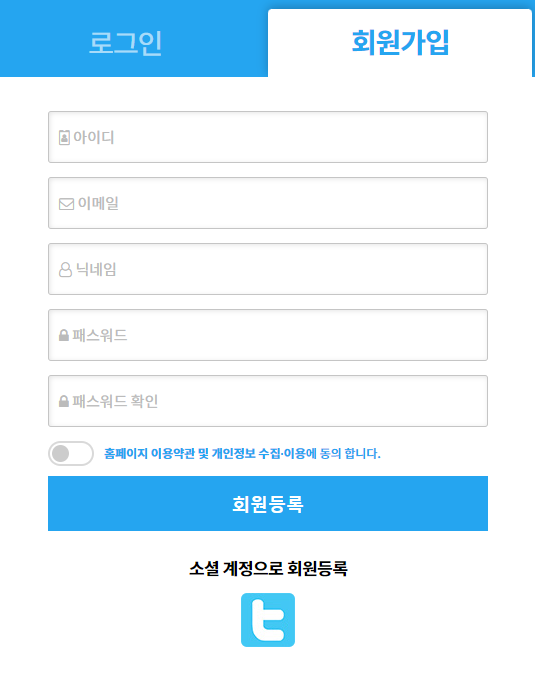 로그인
회원가입
아이디
이메일
닉네임
패스워드
패스워드 확인
홈페이지 이용약관 및 개인정보 수집·이용에 동의 합니다.
회원등록
소셜 계정으로 회원등록